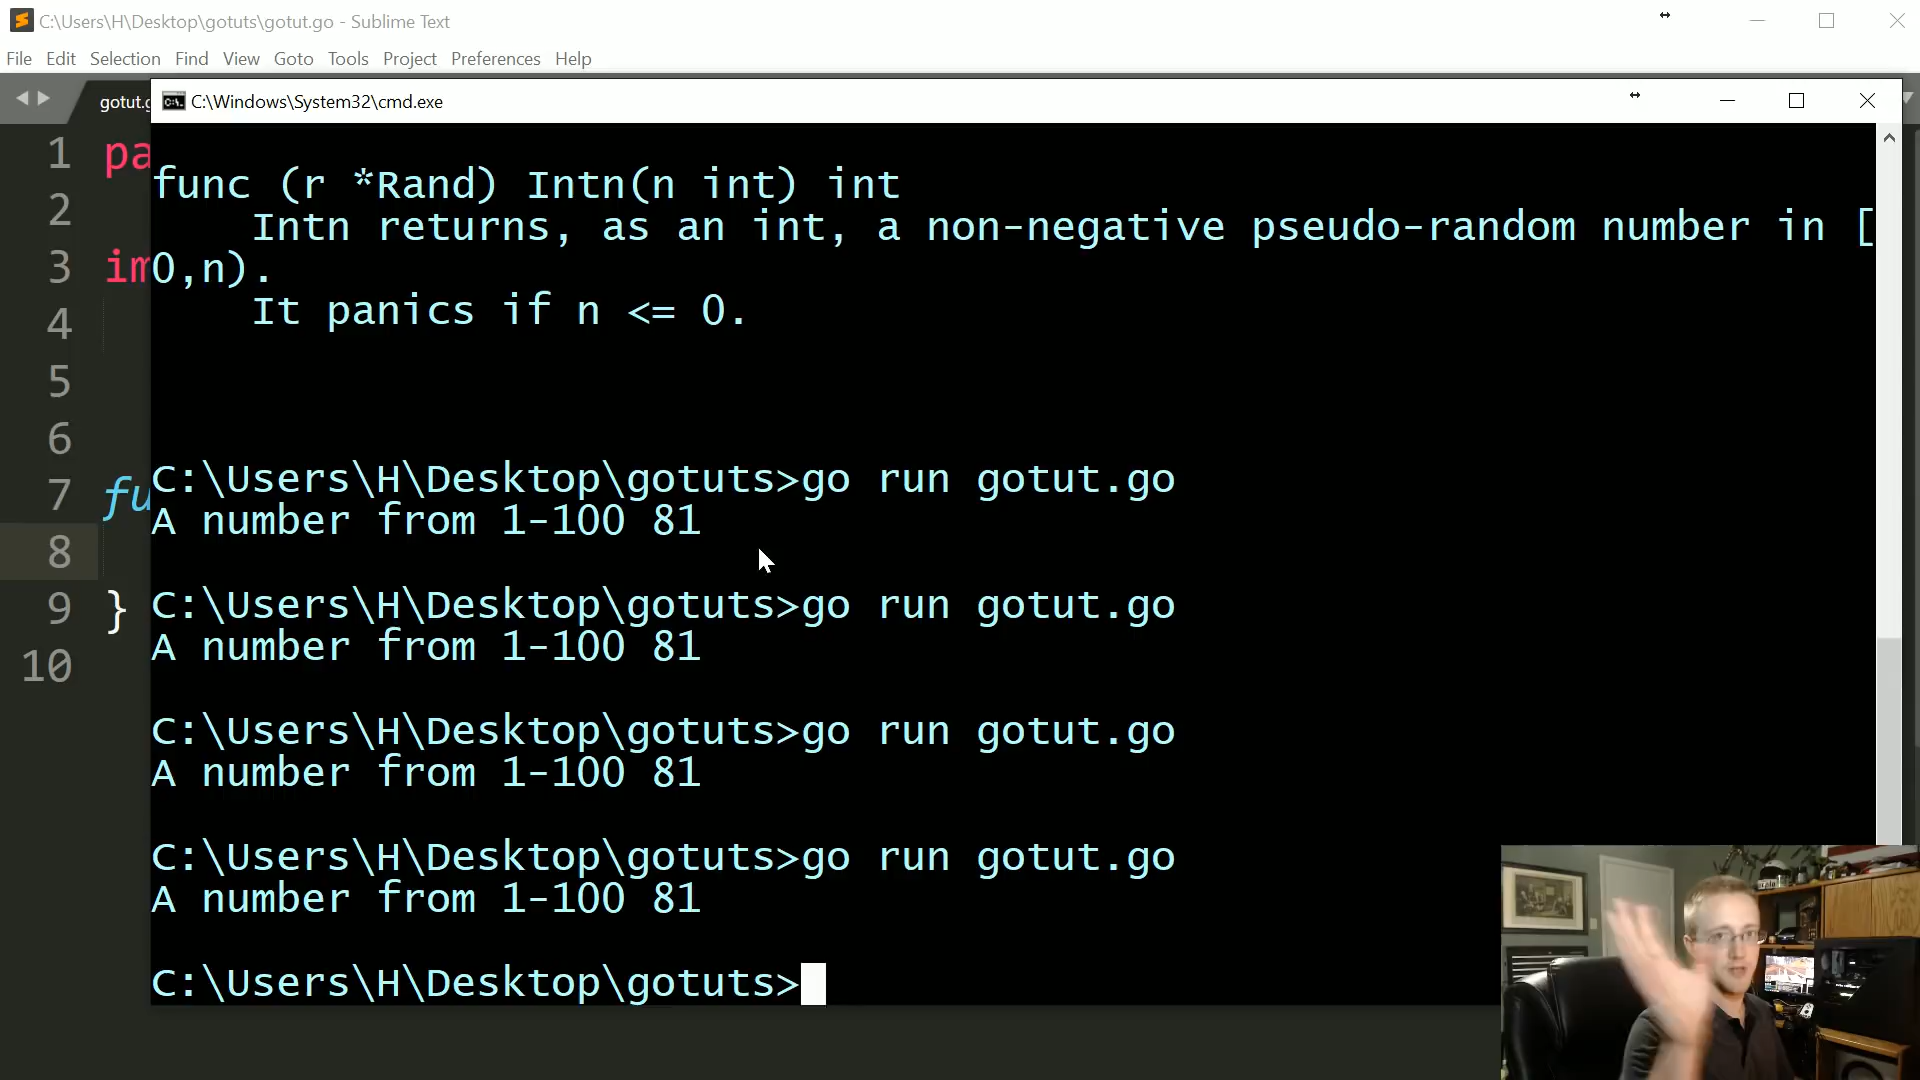 C:\Users\H\Desktop\gotuts\gotut.go - Sublime Text
File Edit Selection Find View Goto Tools Project Preferences Help
gotut.g
C:\Windows\System32\cmd.exe
1 pa
2
3 im
4
5
6
7 fu
8
9 }
10
func (r *Rand) Intn(n int) int
Intn returns, as an int, a non-negative pseudo-random number in [
0,n).
It panics if n <= 0.
C:\Users\H\Desktop\gotuts>go run gotut.go
A number from 1-100 81
C:\Users\H\Desktop\gotuts>go run gotut.go
A number from 1-100 81
C:\Users\H\Desktop\gotuts>go run gotut.go
A number from 1-100 81
C:\Users\H\Desktop\gotuts>go run gotut.go
A number from 1-100 81
C:\Users\H\Desktop\gotuts>